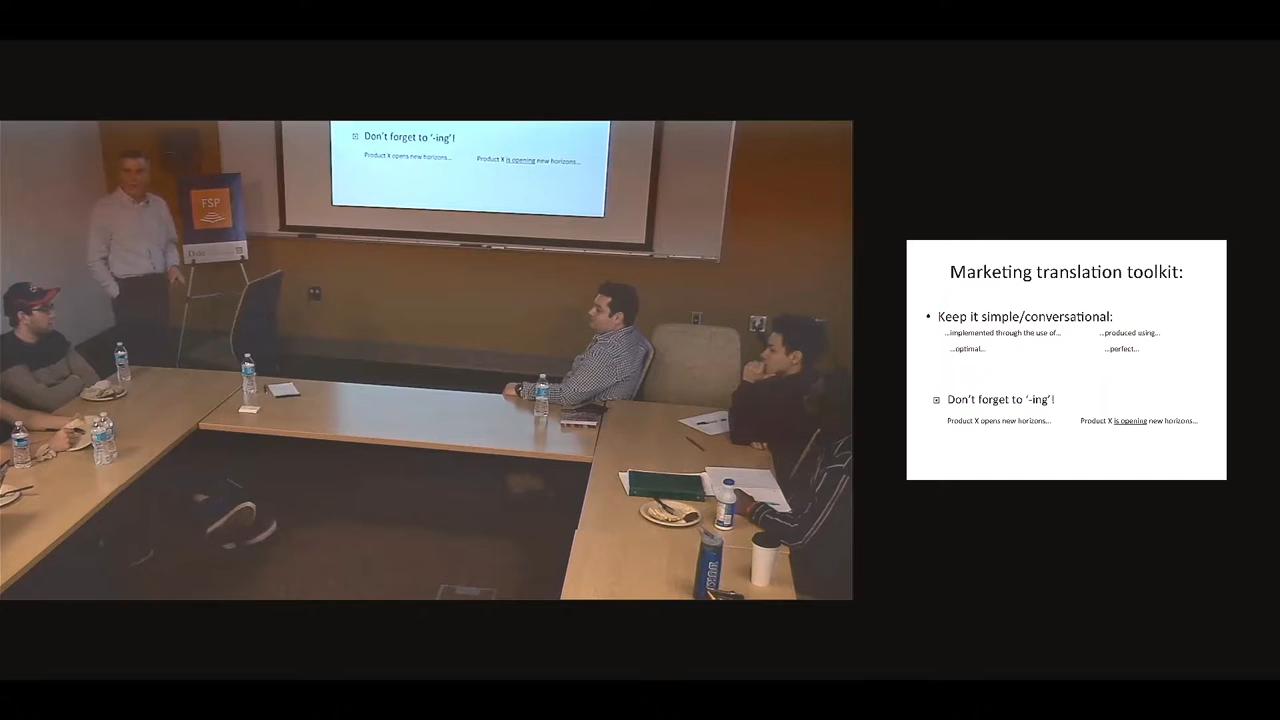 Don't forget to '-ing'!
Product X opens new horizons... Product X is opening new horizons...
FSP
Duke
Marketing translation toolkit:
• Keep it simple/conversational:
...implemented through the use of... ...produced using...
...optimal... ...perfect...
Don't forget to '-ing'!
Product X opens new horizons... Product X is opening new horizons...